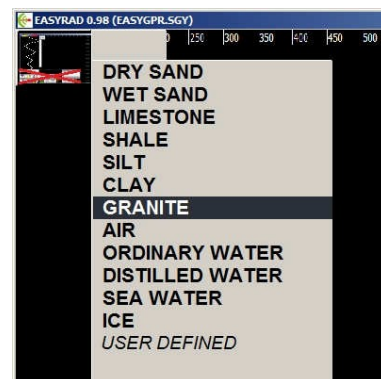 EASYRAD 0.98 (EASYGPR.SGY)
250 300 350 400 450 500
DRY SAND
WET SAND
LIMESTONE
SHALE
SILT
CLAY
GRANITE
AIR
ORDINARY WATER
DISTILLED WATER
SEA WATER
ICE
USER DEFINED